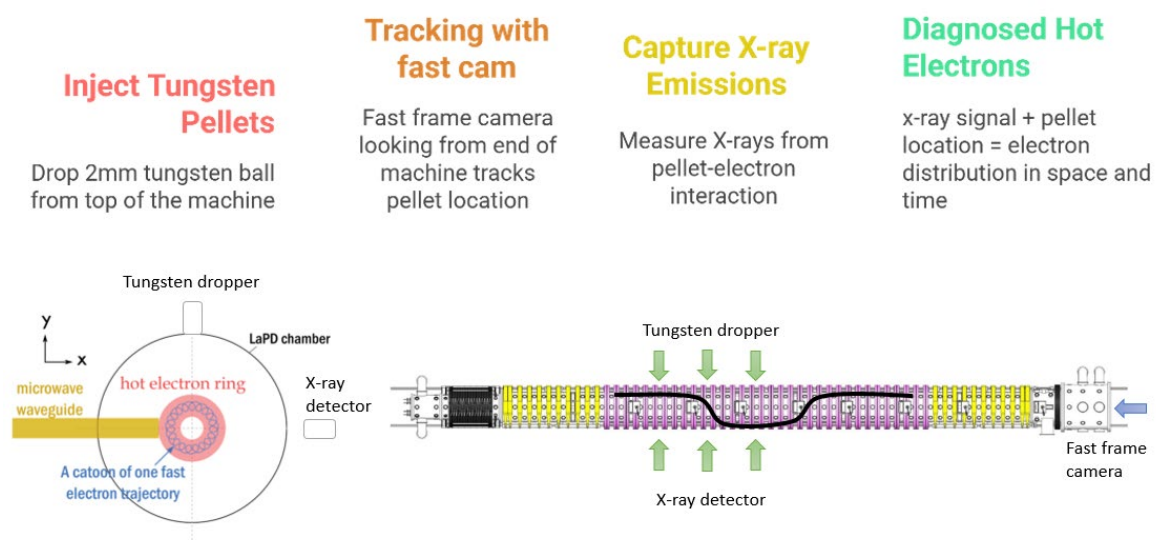 Inject Tungsten
Pellets
Drop 2mm tungsten ball
from top of the machine
Tracking with
fast cam
Fast frame camera
looking from end of
machine tracks
pellet location
Capture X-ray
Emissions
Measure X-rays from
pellet-electron
interaction
Diagnosed Hot
Electrons
x-ray signal + pellet
location = electron
distribution in space and
time
Tungsten dropper
y
x
LaPD chamber
microwave
waveguide
hot electron ring
X-ray
detector
A catoon of one fast
electron trajectory
Tungsten dropper
X-ray detector
Fast frame
camera